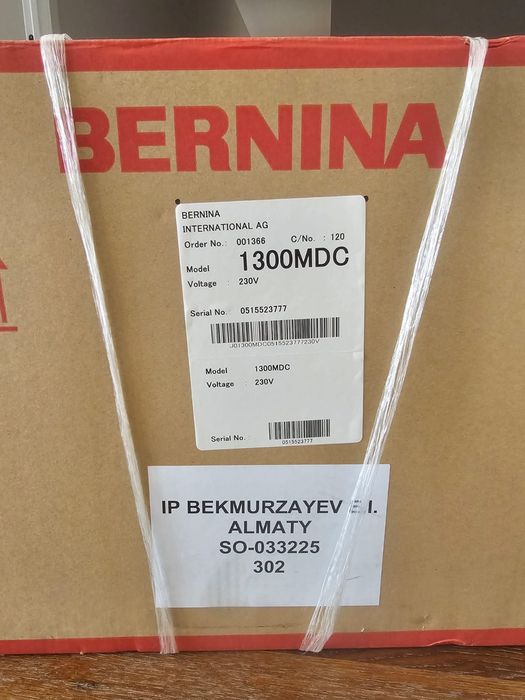 BERNINA
BERNINA
INTERNATIONAL AG
Order No.: 001366 C/No. : 120
Model 1300MDC
Voltage : 230V
Serial No. 0515523777
J01300MDC0515523777230V
Model 1300MDC
Voltage : 230V
Serial No.
0515523777
IP BEKMURZAYEV E.I.
ALMATY
SO-033225
302